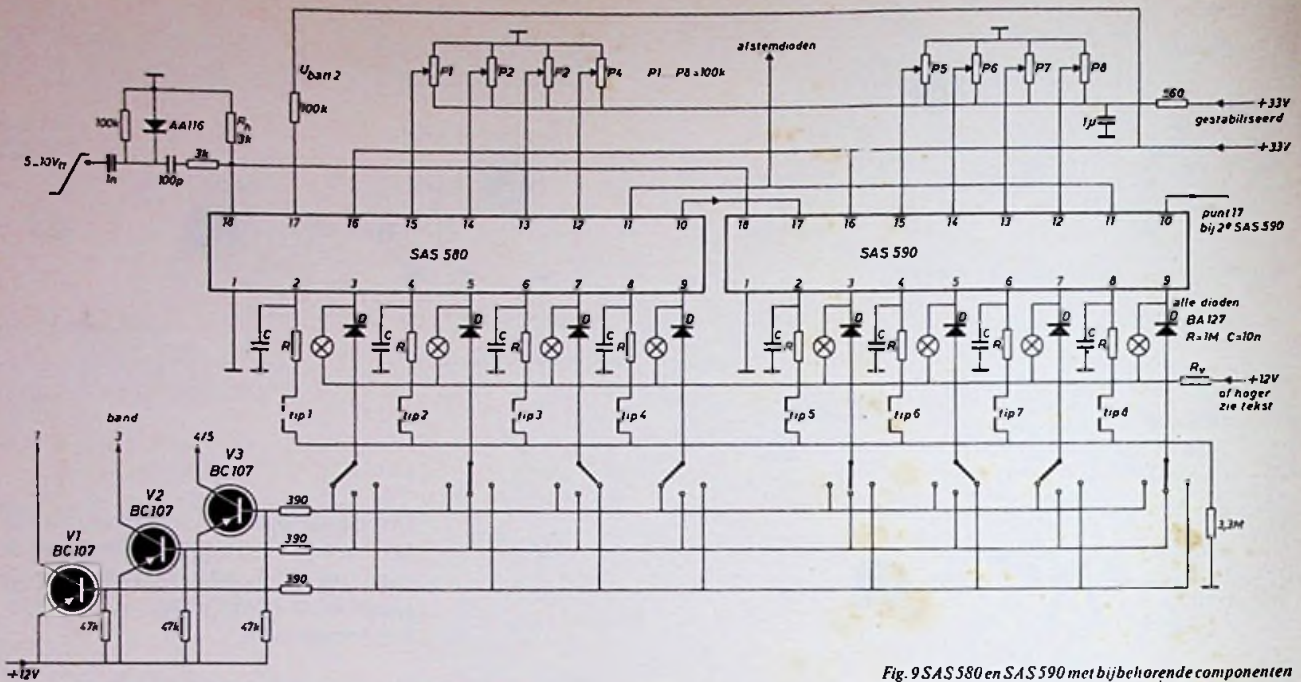 afstemdioden
P1
P2
P2
P4
P1 P8=100k
P5
P6
P7
P8
U batt 2
100k
100k
AA116
Rh
3k
560
+33V
gestabiliseerd
1µ
+33V
5_10V
1n
100p
3k
18
17
16
15
14
13
12
11
10
18
17
16
15
14
13
12
11
10
punt 17
bij 2e SAS 590
SAS 580
SAS 590
1
2
3
4
5
6
7
8
9
1
2
3
4
5
6
7
8
9
alle dioden
BA127
R=1M C=10n
C
R
D
C
R
D
C
R
D
C
R
D
C
R
D
C
R
D
C
R
D
C
R
D
Rv
+12V
of hoger
zie tekst
tip 1
tip 2
tip 3
tip 4
tip 5
tip 6
tip 7
tip 8
band
1
3
4/5
V3
BC107
V2
BC107
V1
BC107
390
390
390
3,3M
47k
47k
47k
+12V
Fig. 9 SAS 580 en SAS 590 met bijbehorende componenten